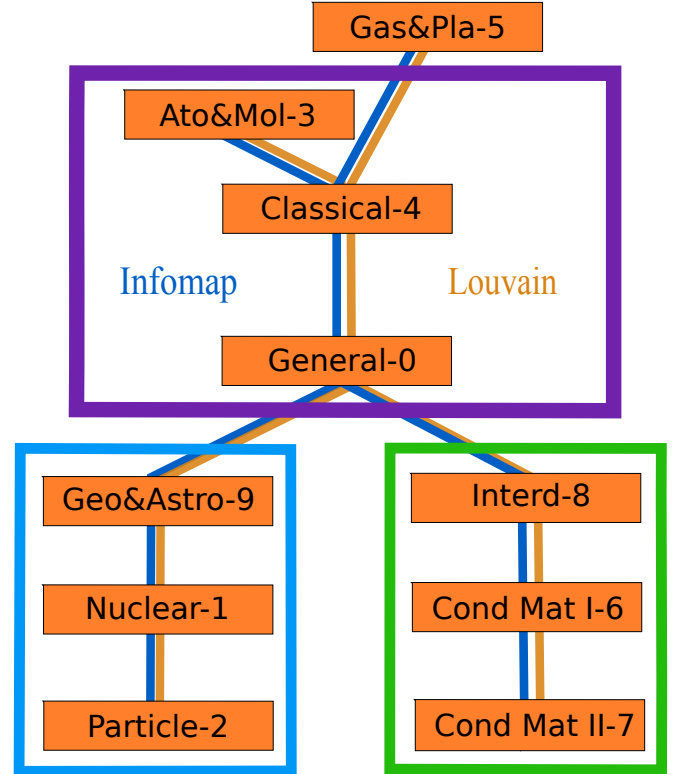 Gas&Pla-5
Ato&Mol-3
Classical-4
Infomap
Louvain
General-0
Geo&Astro-9
Interd-8
Nuclear-1
Cond Mat I-6
Particle-2
Cond Mat II-7